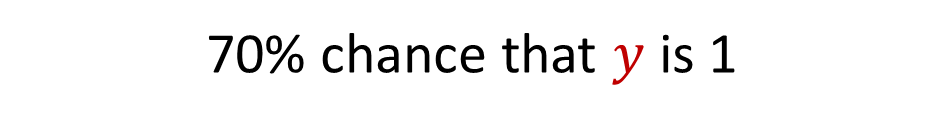 70% chance that y is 1